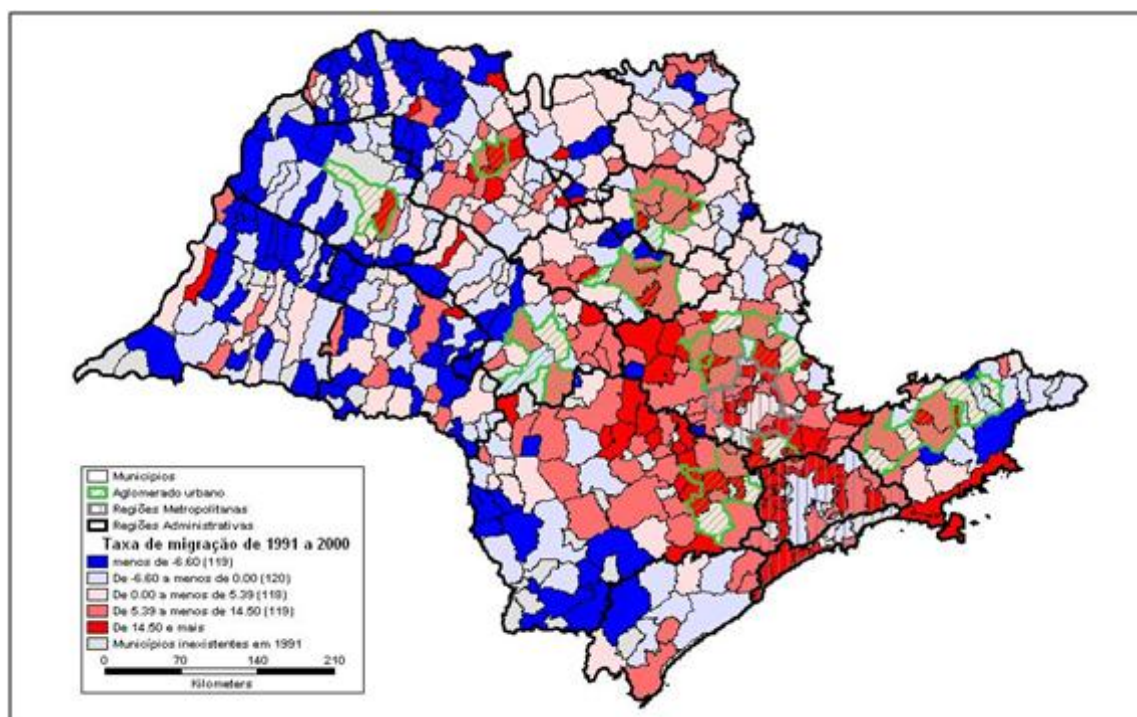 Municípios
Aglomerado urbano
Regiões Metropolitanas
Regiões Administrativas
Taxa de migração de 1991 a 2000
menos de -6.60 (119)
De -6.60 a menos de 0.00 (120)
De 0.00 a menos de 5.39 (118)
De 5.39 a menos de 14.50 (119)
De 14.50 e mais
Municípios inexistentes em 1991
0 70 140 210
Kilometers